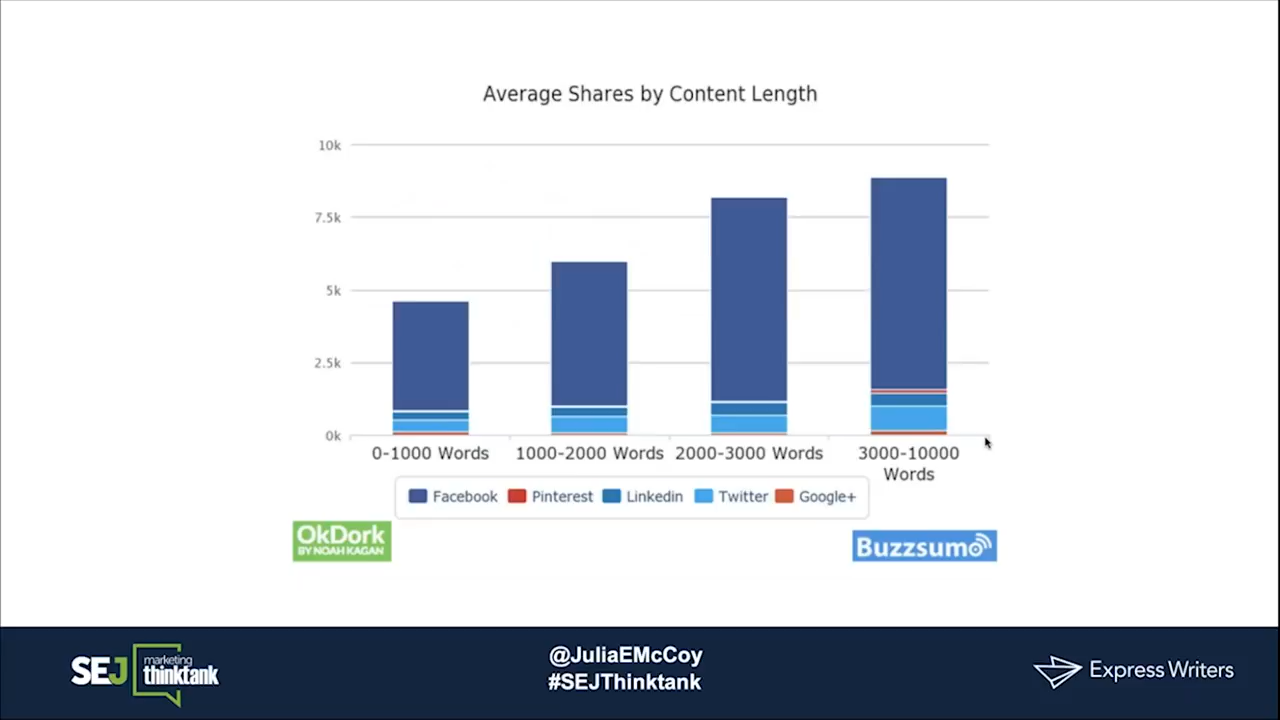 Average Shares by Content Length
10k
7.5k
5k
2.5k
0k
0-1000 Words
1000-2000 Words
2000-3000 Words
3000-10000
Words
Facebook Pinterest Linkedin Twitter Google+
OkDork
BY NOAH KAGAN
Buzzsumo
SEJ
marketing
thinktank
@JuliaEMcCoy
#SEJThinktank
Express Writers